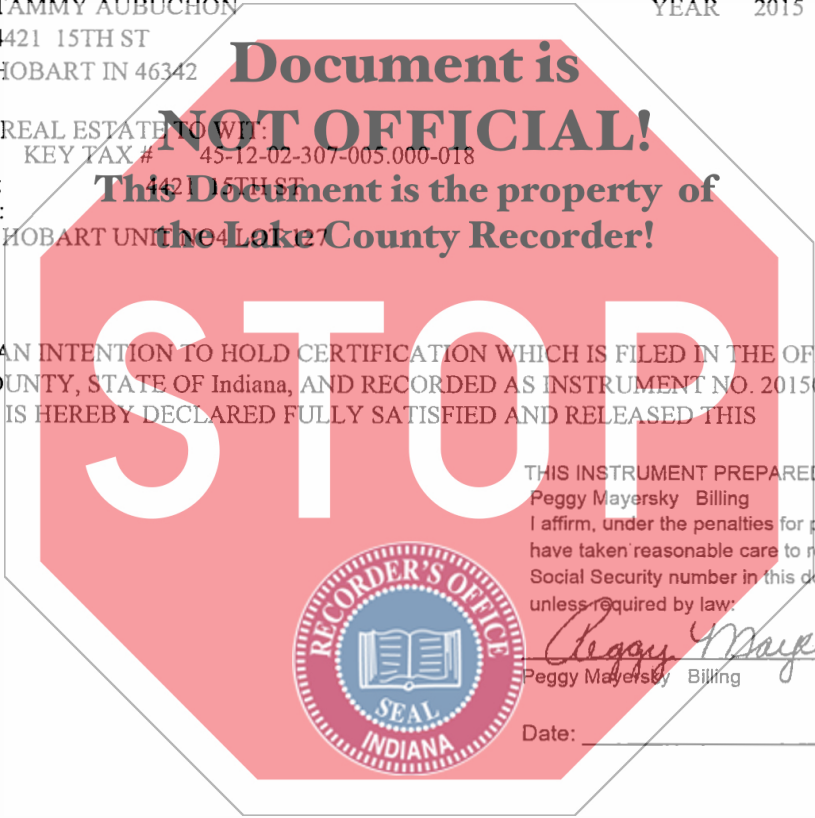 TAMMY AUBUCHON YEAR 2015
4421 15TH ST
HOBART IN 46342
Document is
NOT OFFICIAL!
REAL ESTATE TO WIT:
KEY TAX # 45-12-02-307-005.000-018
This Document is the property of
4421 15TH ST
:
the Lake County Recorder!
HOBART UNIT NO4 LOT 127
STOP
AN INTENTION TO HOLD CERTIFICATION WHICH IS FILED IN THE OF
OUNTY, STATE OF Indiana, AND RECORDED AS INSTRUMENT NO. 2015
IS HEREBY DECLARED FULLY SATISFIED AND RELEASED THIS
THIS INSTRUMENT PREPARED
Peggy Mayersky Billing
I affirm, under the penalties for p
have taken reasonable care to r
Social Security number in this do
unless required by law:
Peggy Maye
Peggy Mayersky Billing
Date:
RECORDER'S OFFICE
SEAL
INDIANA